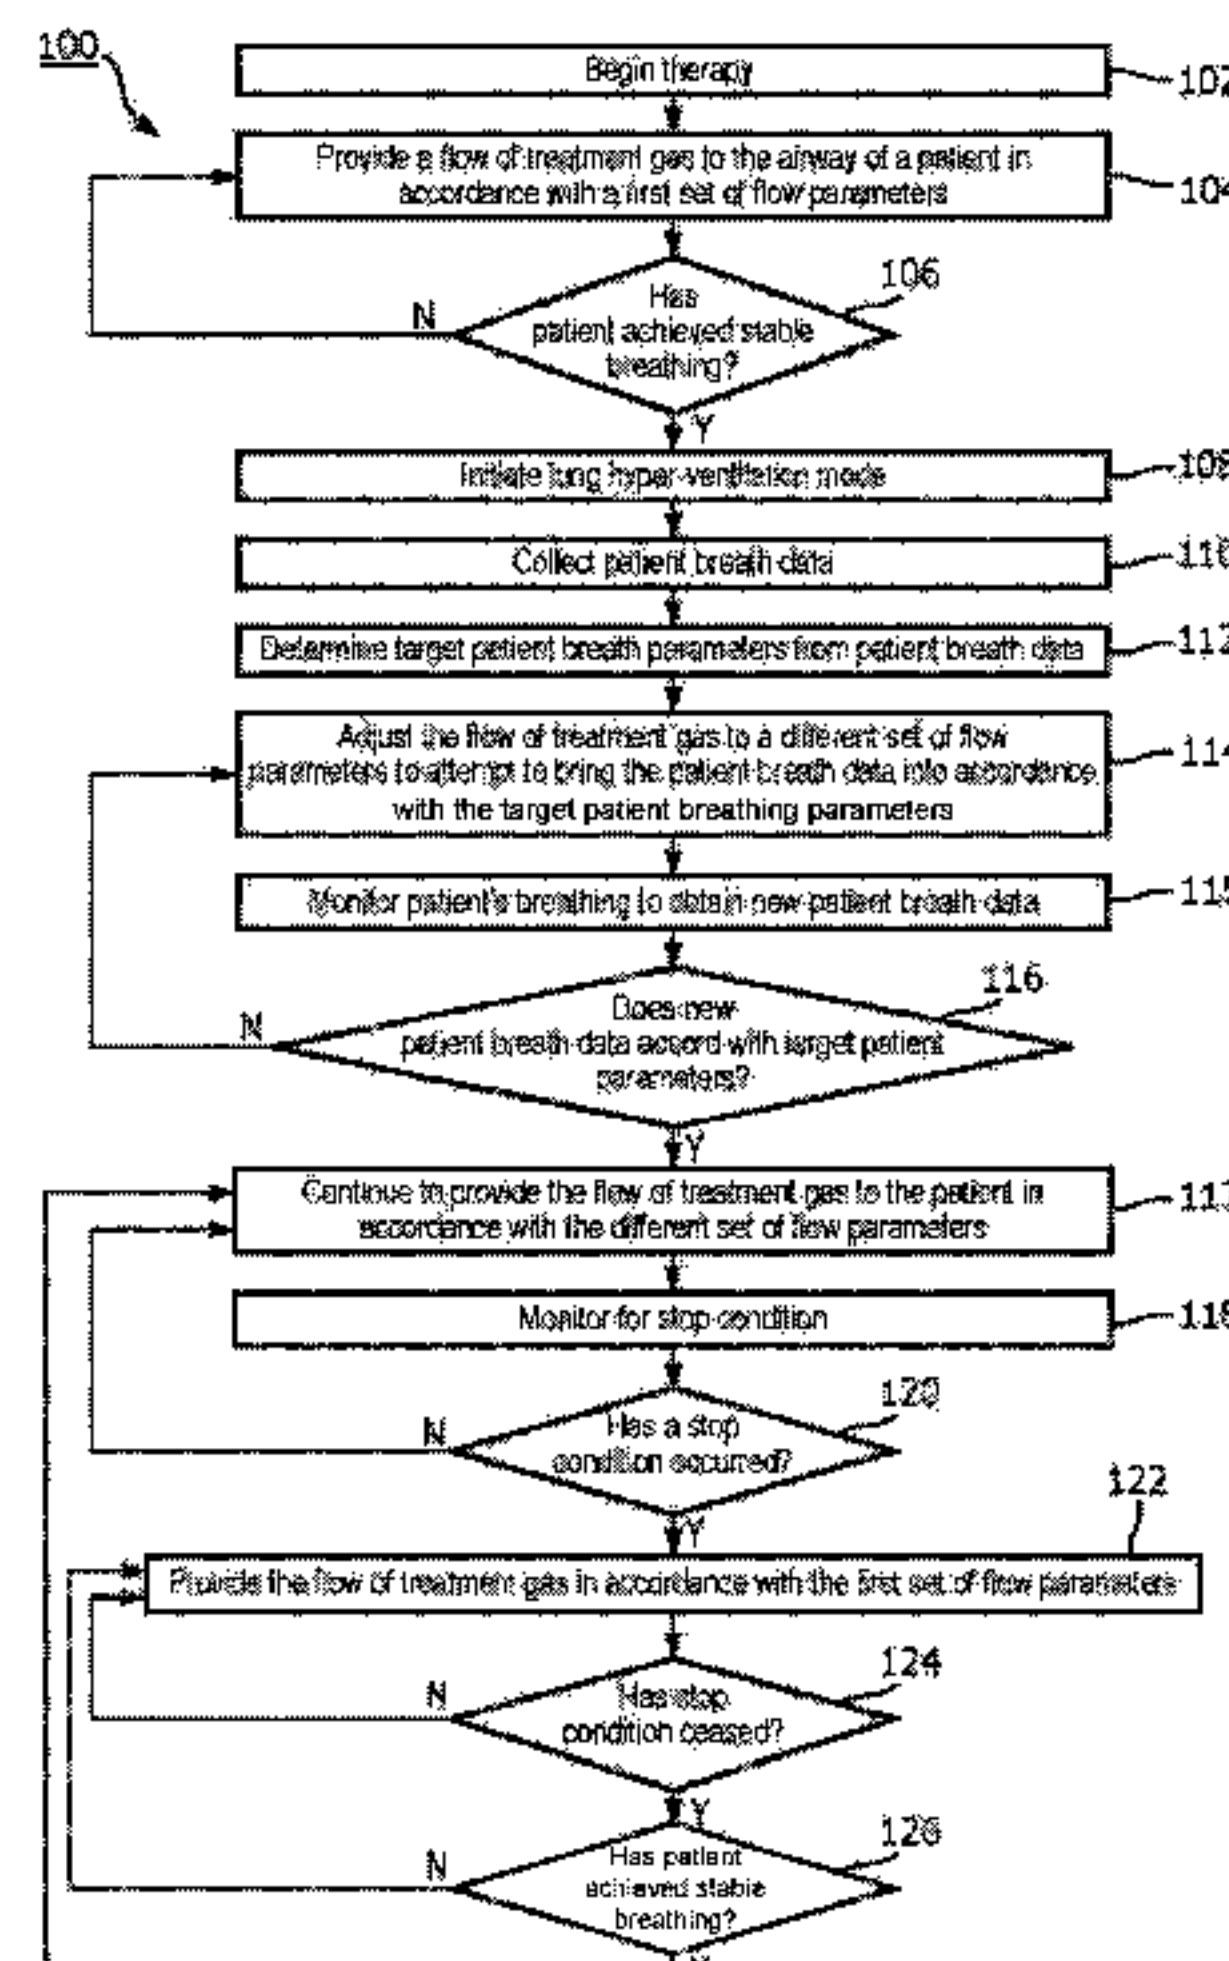 100
Begin therapy
102
Provide a flow of treatment gas to the airway of a patient in
accordance with a first set of flow parameters
104
106
Has
patient achieved stable
breathing?
N
Y
Initiate lung hyper-ventilation mode
108
Collect patient breath data
110
Determine target patient breath parameters from patient breath data
112
Adjust the flow of treatment gas to a different set of flow
parameters to attempt to bring the patient breath data into accordance
with the target patient breathing parameters
114
Monitor patient's breathing to obtain new patient breath data
115
116
Does new
patient breath data accord with target patient
parameters?
N
Y
Continue to provide the flow of treatment gas to the patient in
accordance with the different set of flow parameters
117
Monitor for stop condition
118
120
Has a stop
condition occurred?
N
Y
122
Provide the flow of treatment gas in accordance with the first set of flow parameters
124
Has stop
condition ceased?
N
Y
126
Has patient
achieved stable
breathing?
N